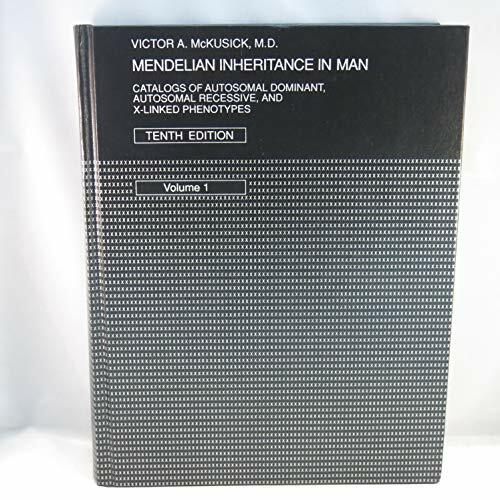 VICTOR A. McKUSICK, M.D.
MENDELIAN INHERITANCE IN MAN
CATALOGS OF AUTOSOMAL DOMINANT,
AUTOSOMAL RECESSIVE, AND
X-LINKED PHENOTYPES
TENTH EDITION
Volume 1